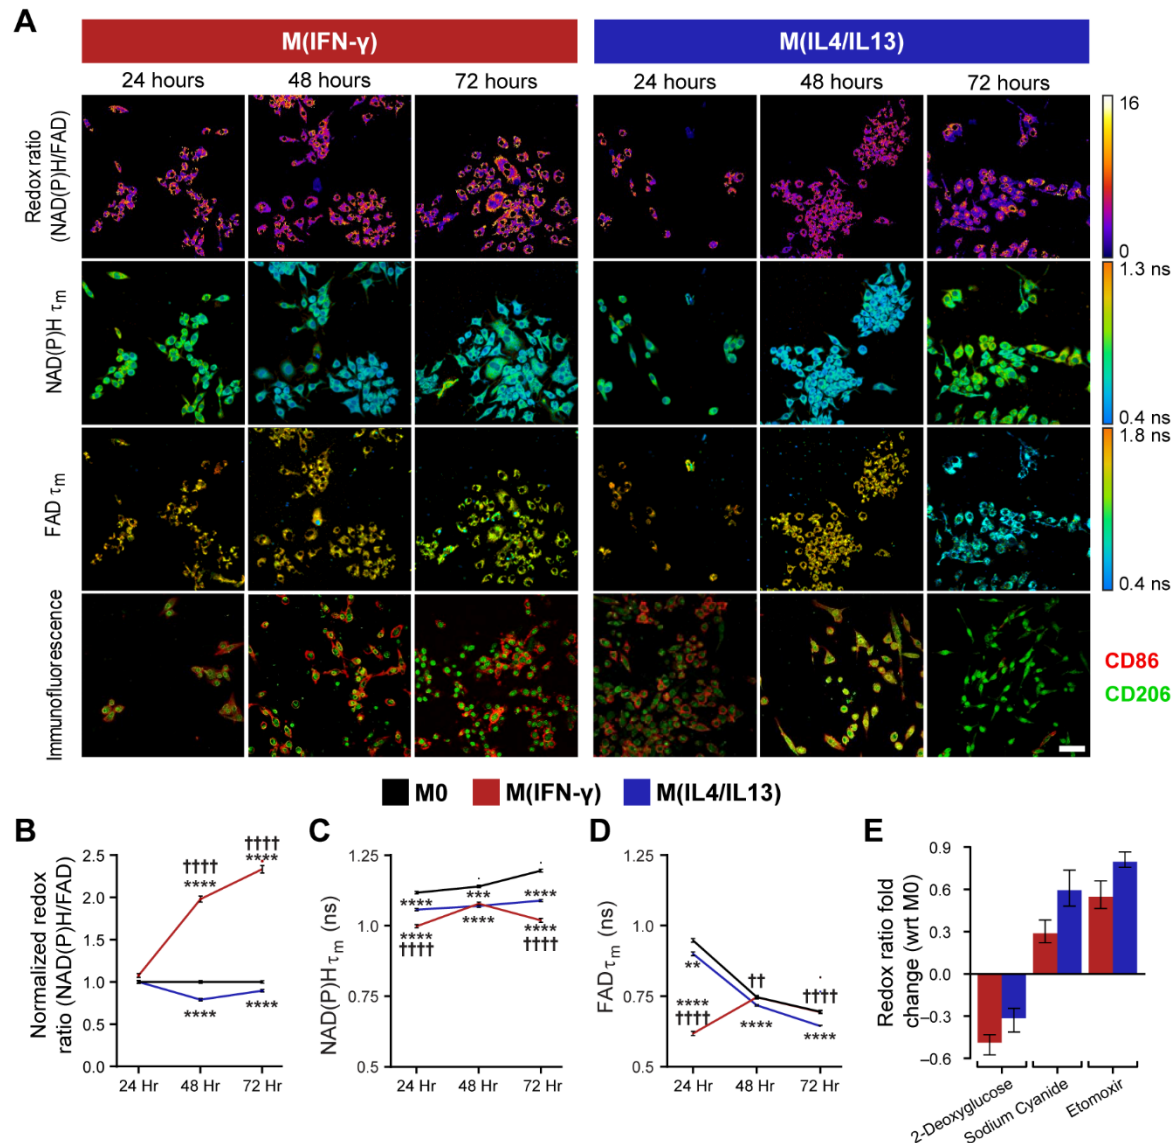 A
M(IFN-γ)
M(IL4/IL13)
24 hours
48 hours
72 hours
24 hours
48 hours
72 hours
Redox ratio
(NAD(P)H/FAD)
16
0
NAD(P)H τm
1.3 ns
0.4 ns
FAD τm
1.8 ns
0.4 ns
Immunofluorescence
CD86
CD206
M0
M(IFN-γ)
M(IL4/IL13)
B
Normalized redox
ratio (NAD(P)H/FAD)
2.5
2.0
1.5
1.0
0.5
0.0
††††
****
††††
****
****
****
24 Hr
48 Hr
72 Hr
C
NAD(P)H τm (ns)
1.25
1.0
0.75
0.5
****
****
††††
***
****
****
****
††††
24 Hr
48 Hr
72 Hr
D
FAD τm (ns)
1.25
1.0
0.75
0.5
**
****
††††
††
****
††††
****
24 Hr
48 Hr
72 Hr
E
Redox ratio fold
change (wrt M0)
0.9
0.6
0.3
0.0
−0.3
−0.6
2-Deoxyglucose
Sodium Cyanide
Etomoxir